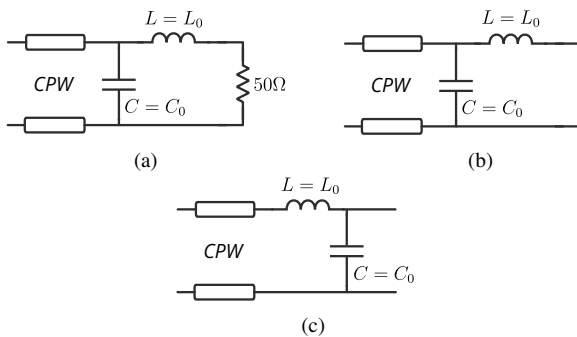 L = L₀
CPW
50Ω
C = C₀
(a)
L = L₀
CPW
C = C₀
(b)
L = L₀
CPW
C = C₀
(c)